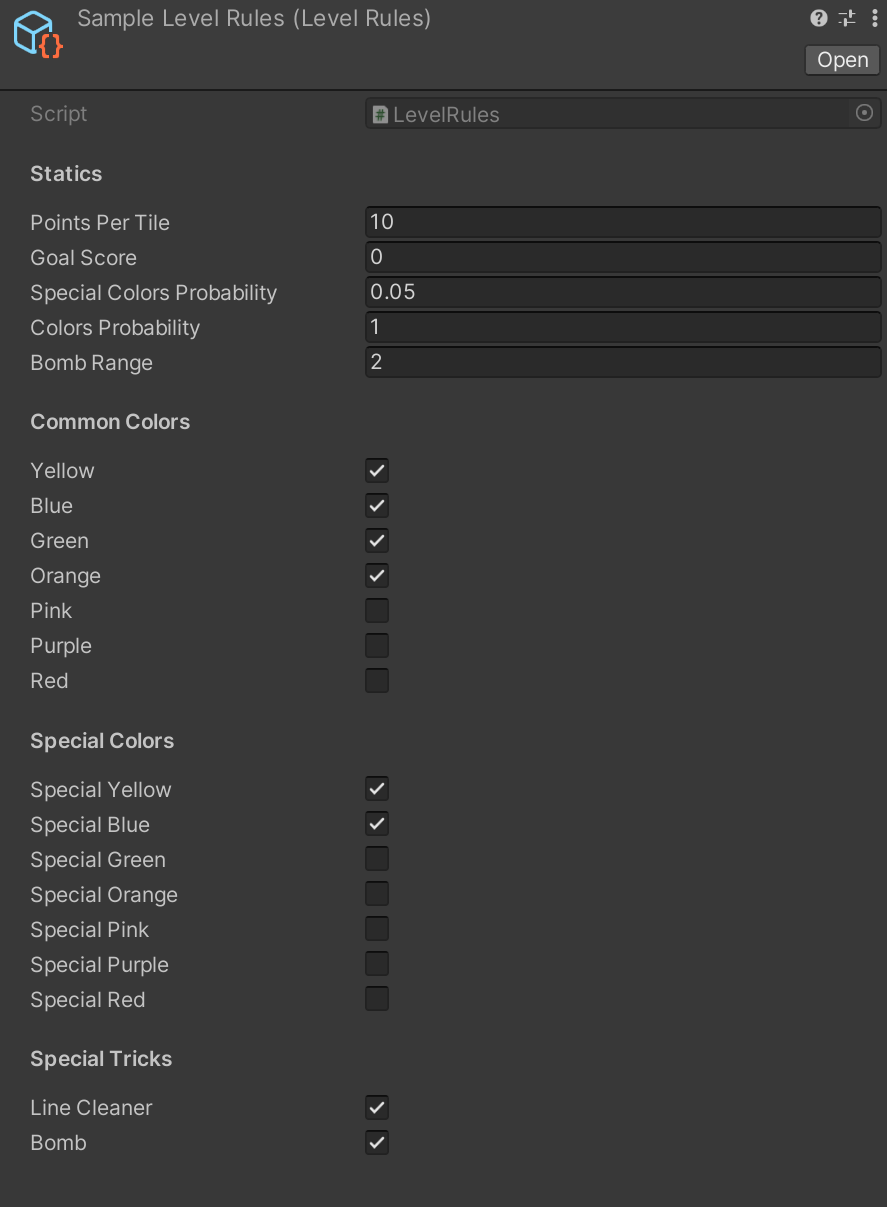 Sample Level Rules (Level Rules)
Open
Script LevelRules
Statics
Points Per Tile 10
Goal Score 0
Special Colors Probability 0.05
Colors Probability 1
Bomb Range 2
Common Colors
Yellow
Blue
Green
Orange
Pink
Purple
Red
Special Colors
Special Yellow
Special Blue
Special Green
Special Orange
Special Pink
Special Purple
Special Red
Special Tricks
Line Cleaner
Bomb